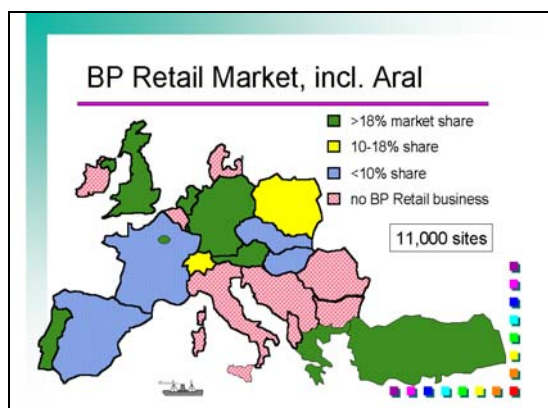 BP Retail Market, incl. Aral
>18% market share
10-18% share
<10% share
no BP Retail business
11,000 sites